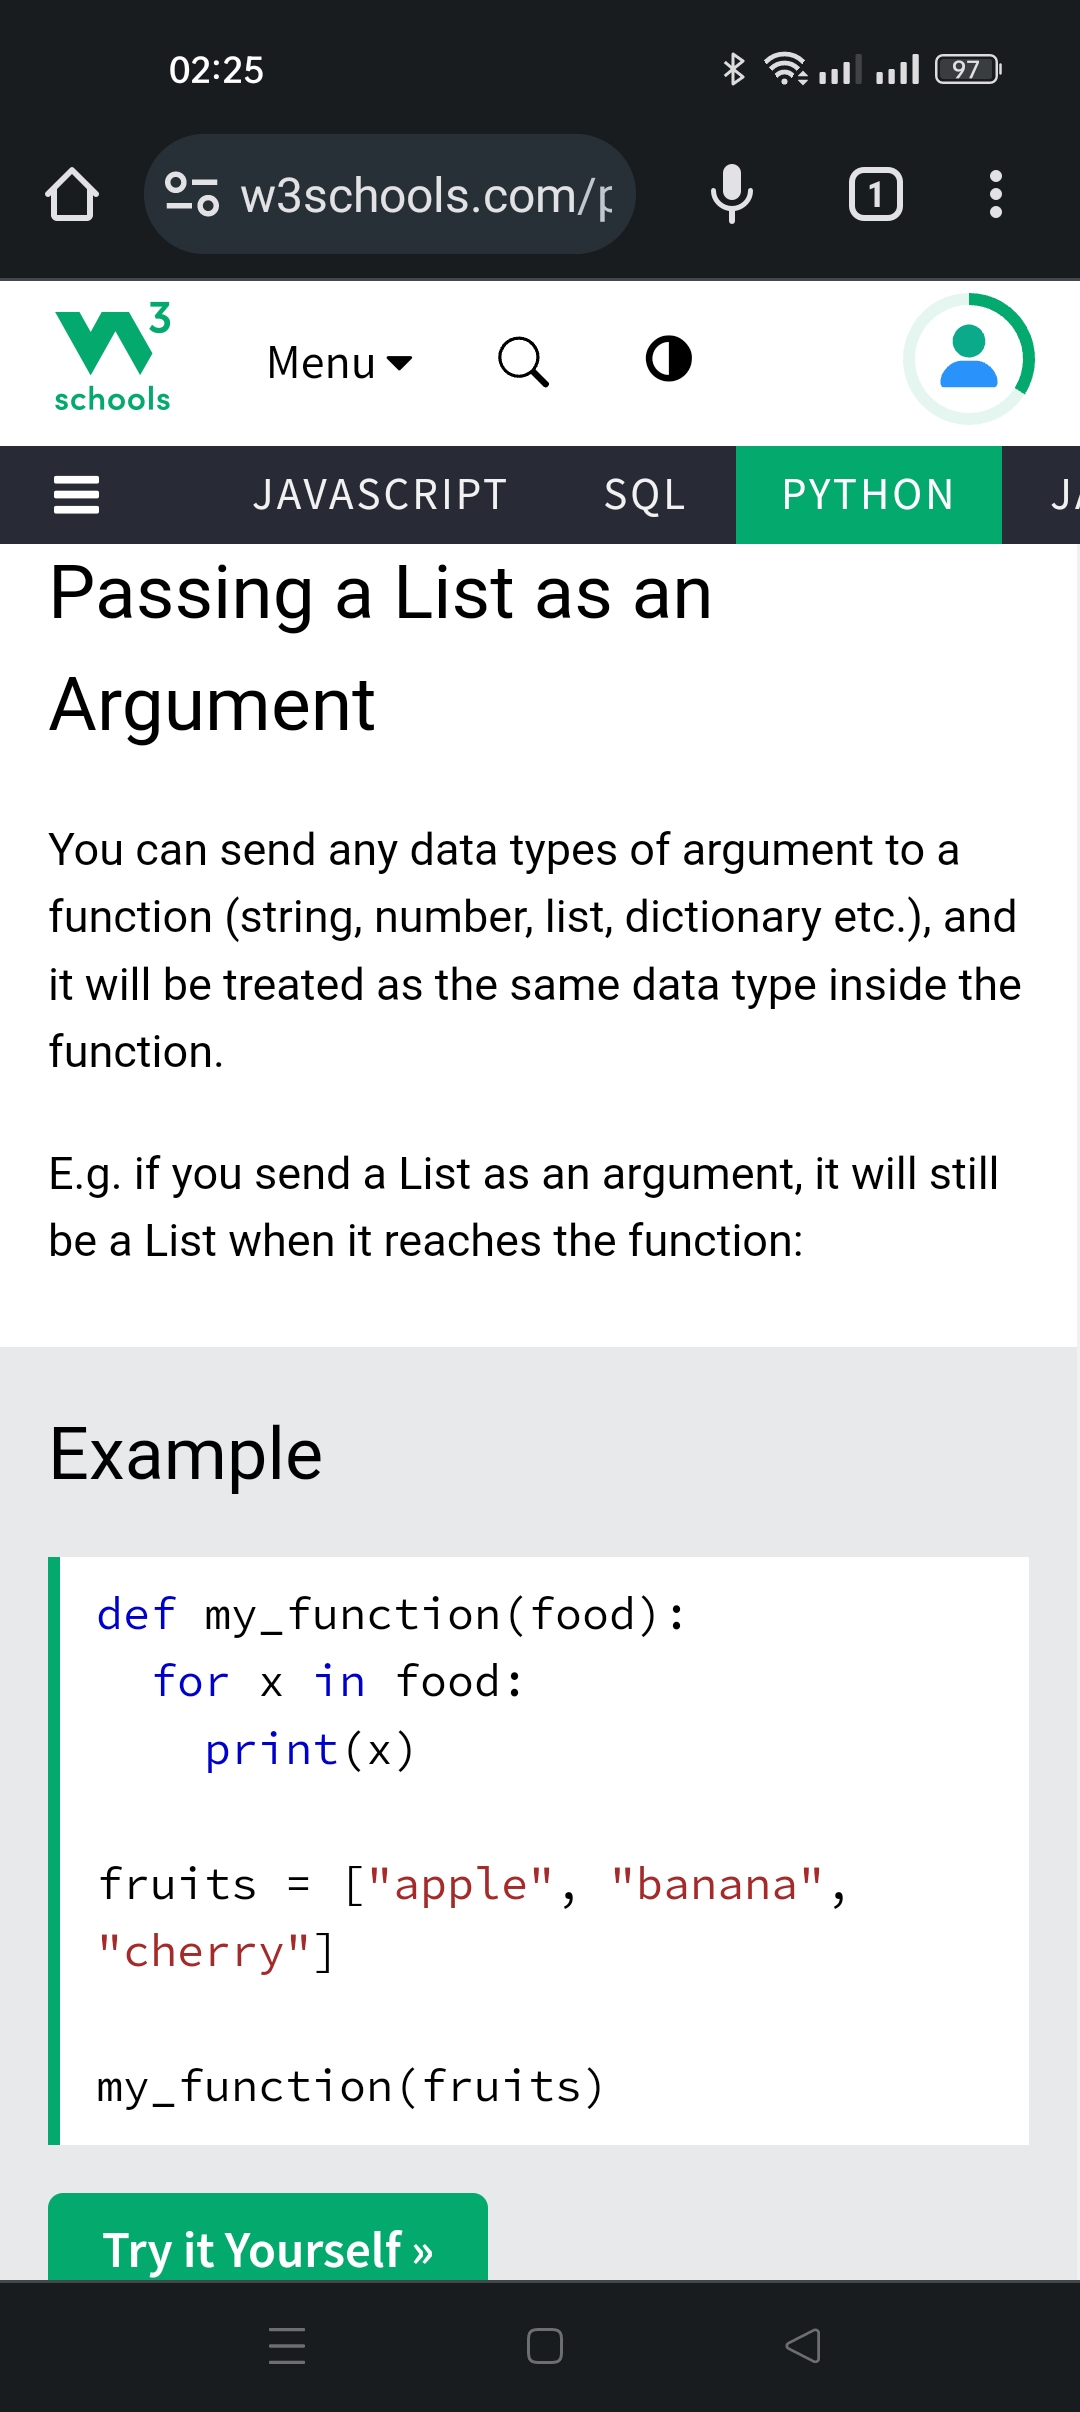 02:25
97
w3schools.com/p
1
W3
schools
Menu
JAVASCRIPT SQL PYTHON JA
Passing a List as an
Argument
You can send any data types of argument to a
function (string, number, list, dictionary etc.), and
it will be treated as the same data type inside the
function.
E.g. if you send a List as an argument, it will still
be a List when it reaches the function:
Example
def my_function(food):
  for x in food:
    print(x)
fruits = ["apple", "banana",
"cherry"]
my_function(fruits)
Try it Yourself »